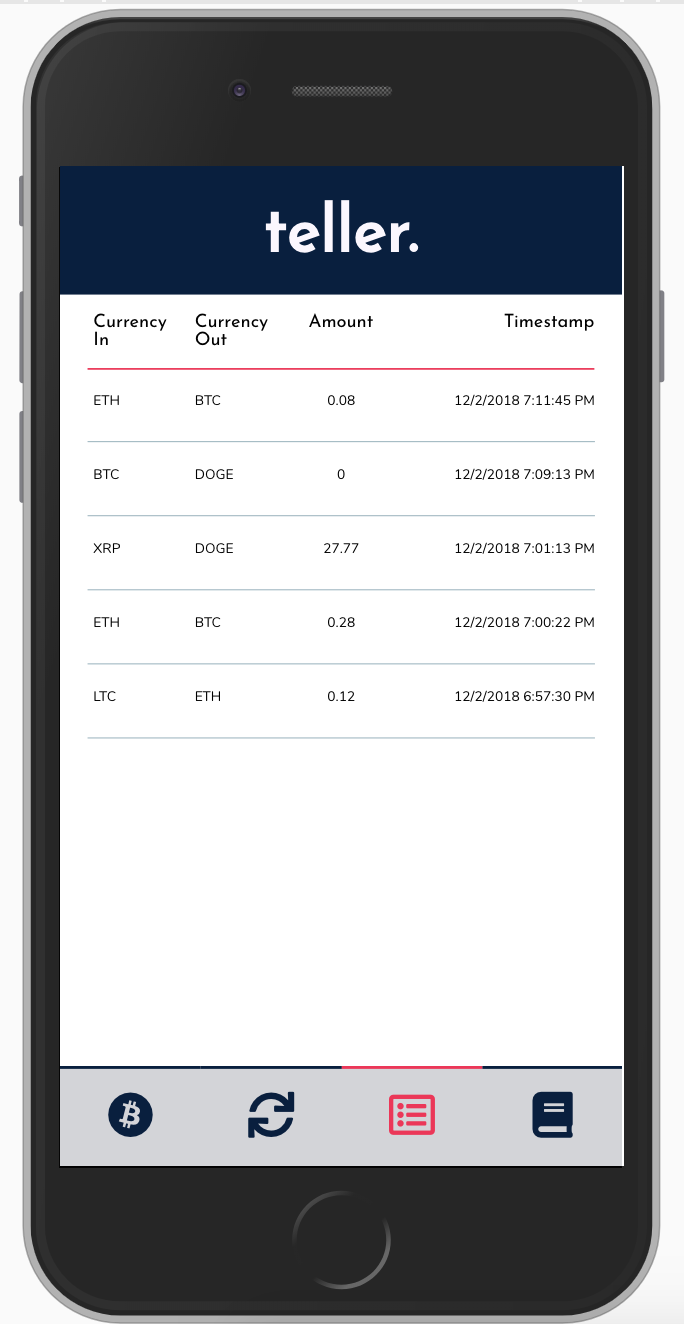 teller.
Currency In Currency Out Amount Timestamp
ETH BTC 0.08 12/2/2018 7:11:45 PM
BTC DOGE 0 12/2/2018 7:09:13 PM
XRP DOGE 27.77 12/2/2018 7:01:13 PM
ETH BTC 0.28 12/2/2018 7:00:22 PM
LTC ETH 0.12 12/2/2018 6:57:30 PM